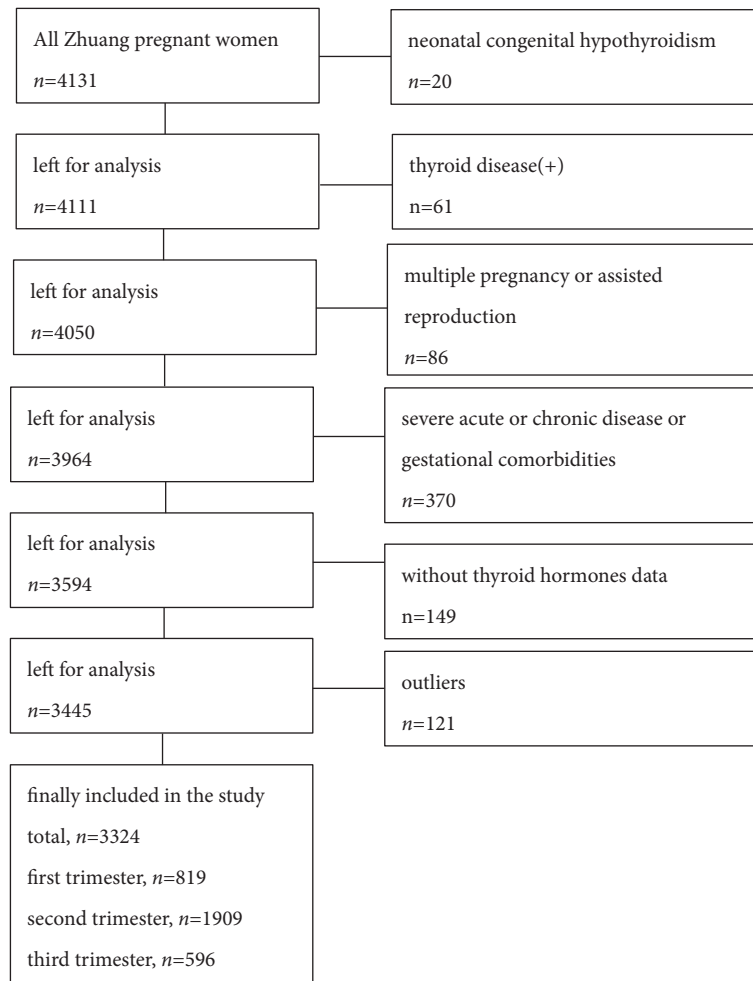 All Zhuang pregnant women
n=4131
neonatal congenital hypothyroidism
n=20
left for analysis
n=4111
thyroid disease(+)
n=61
left for analysis
n=4050
multiple pregnancy or assisted
reproduction
n=86
left for analysis
n=3964
severe acute or chronic disease or
gestational comorbidities
n=370
left for analysis
n=3594
without thyroid hormones data
n=149
left for analysis
n=3445
outliers
n=121
finally included in the study
total, n=3324
first trimester, n=819
second trimester, n=1909
third trimester, n=596